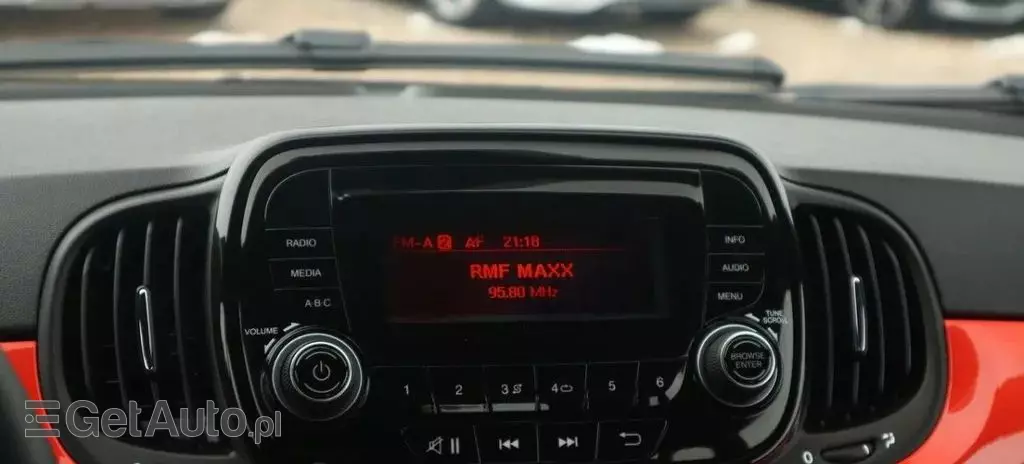 FM-A 2 AF 21:18
RMF MAXX
95.80 MHz
RADIO
MEDIA
A·B·C
VOLUME
INFO
AUDIO
MENU
TUNE
SCROLL
BROWSE
ENTER
1 2 3 4 5 6
0
GetAuto.pl